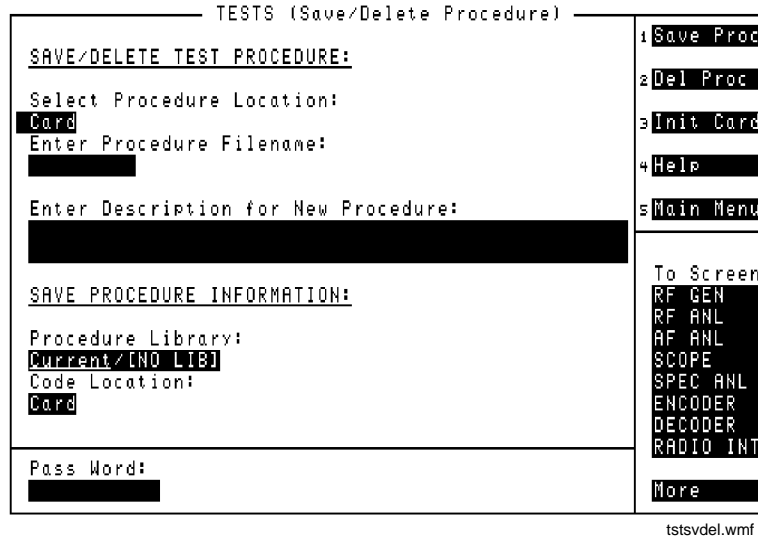 TESTS (Save/Delete Procedure)
SAVE/DELETE TEST PROCEDURE:
Select Procedure Location:
Card
Enter Procedure Filename:
Enter Description for New Procedure:
SAVE PROCEDURE INFORMATION:
Procedure Library:
Current/[NO LIB]
Code Location:
Card
Pass Word:
1 Save Proc
2 Del Proc
3 Init Card
4 Help
5 Main Menu
To Screen
RF GEN
RF ANL
AF ANL
SCOPE
SPEC ANL
ENCODER
DECODER
RADIO INT
More
tstsvdel.wmf